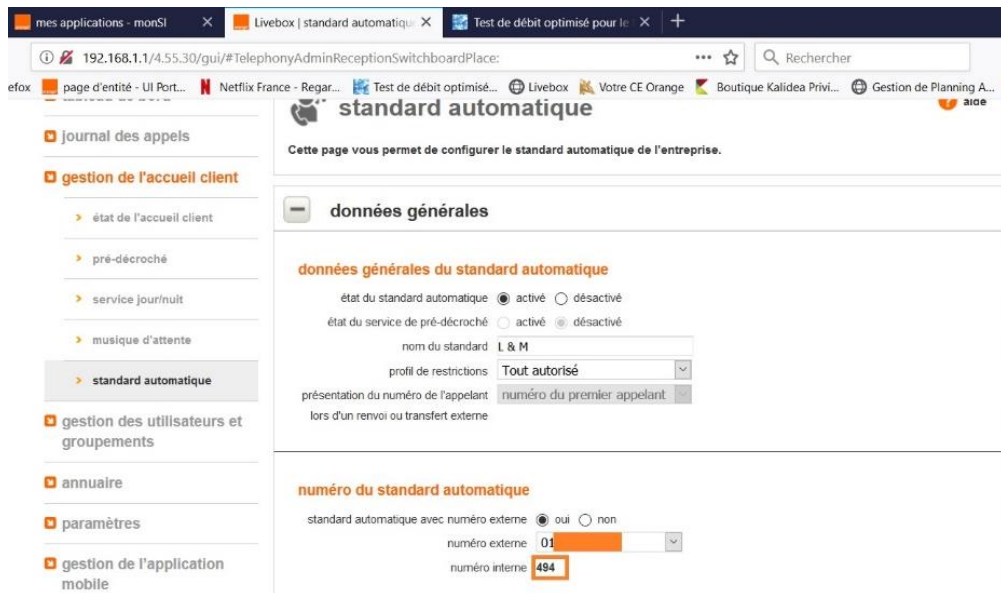 mes applications - monSI
Livebox | standard automatiqu
Test de débit optimisé pour le
192.168.1.1/4.55.30/gui/#TelephonyAdminReceptionSwitchboardPlace:
Rechercher
efox page d'entité - UI Port... Netflix France - Regar... Test de débit optimisé... Livebox Votre CE Orange Boutique Kalidea Privi... Gestion de Planning A...
tableau de bord
journal des appels
gestion de l'accueil client
état de l'accueil client
pré-décroché
service jour/nuit
musique d'attente
standard automatique
gestion des utilisateurs et
groupements
annuaire
paramètres
gestion de l'application
mobile
standard automatique
aide
Cette page vous permet de configurer le standard automatique de l'entreprise.
données générales
données générales du standard automatique
état du standard automatique activé désactivé
état du service de pré-décroché activé désactivé
nom du standard L & M
profil de restrictions Tout autorisé
présentation du numéro de l'appelant numéro du premier appelant
lors d'un renvoi ou transfert externe
numéro du standard automatique
standard automatique avec numéro externe oui non
numéro externe 01
numéro interne 494